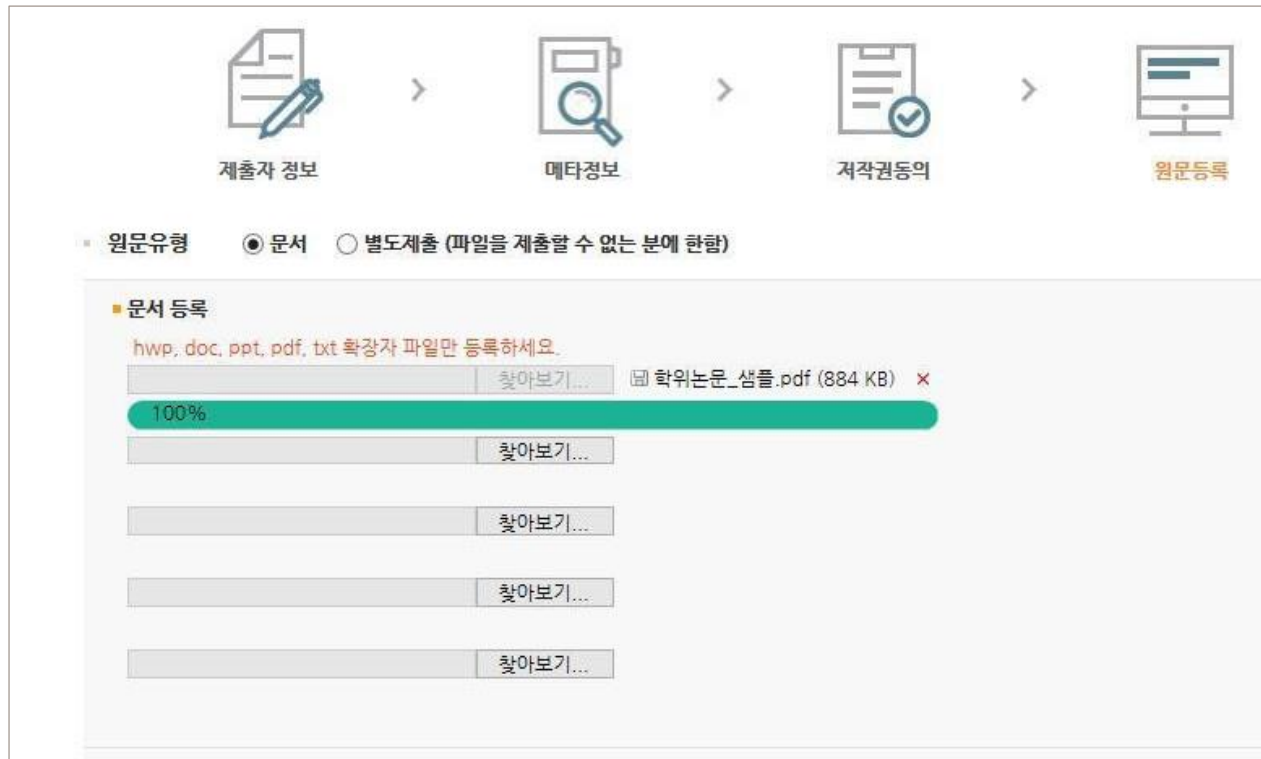 제출자 정보
메타정보
저작권동의
원문등록
원문유형 문서 별도제출 (파일을 제출할 수 없는 분에 한함)
문서 등록
hwp, doc, ppt, pdf, txt 확장자 파일만 등록하세요.
찾아보기... 학위논문_샘플.pdf (884 KB)
100%
찾아보기...
찾아보기...
찾아보기...
찾아보기...